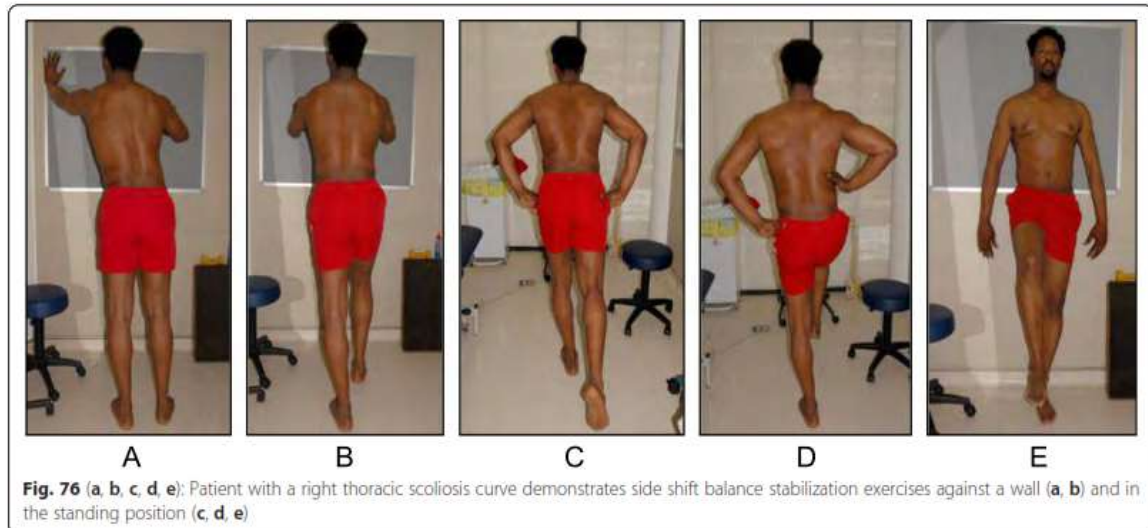 A B C D E
Fig. 76 (a, b, c, d, e): Patient with a right thoracic scoliosis curve demonstrates side shift balance stabilization exercises against a wall (a, b) and in
the standing position (c, d, e)